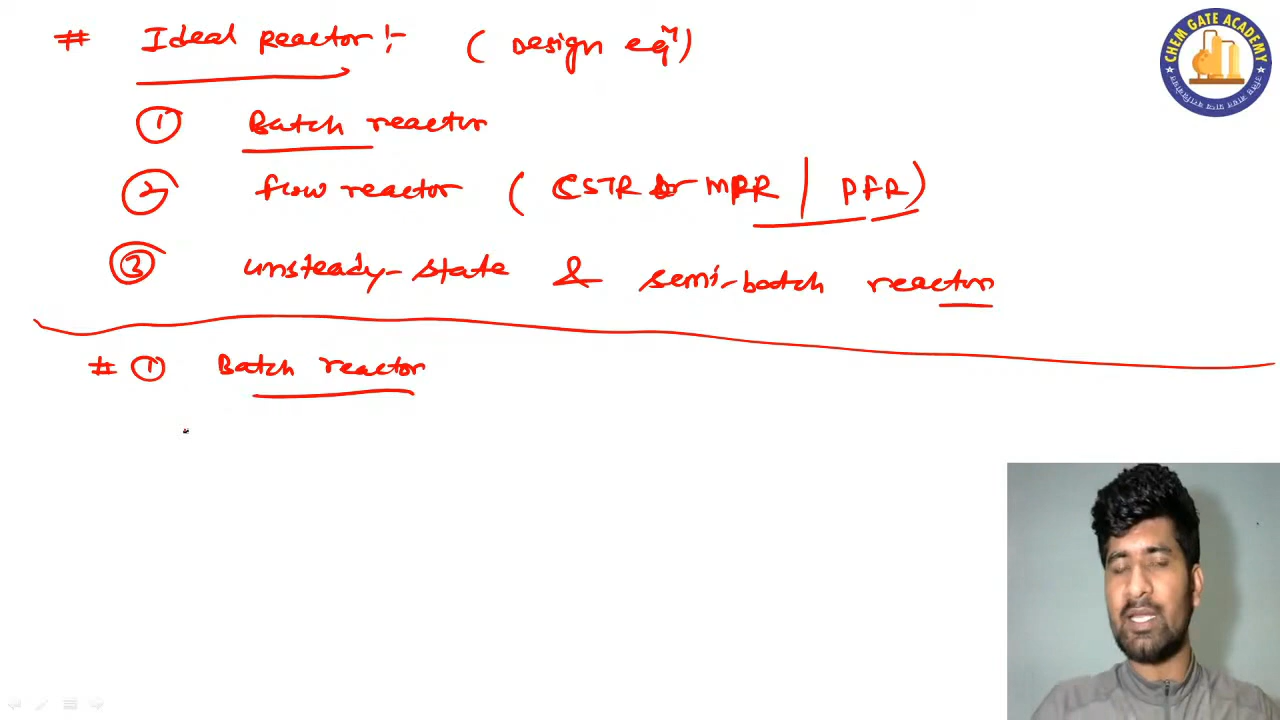 # Ideal reactor :- ( Design eqn)
① Batch reactor
② flow reactor ( CSTR or MFR | PFR )
③ unsteady-state & semi-batch reactor
# ① Batch reactor
CHEM GATE ACADEMY